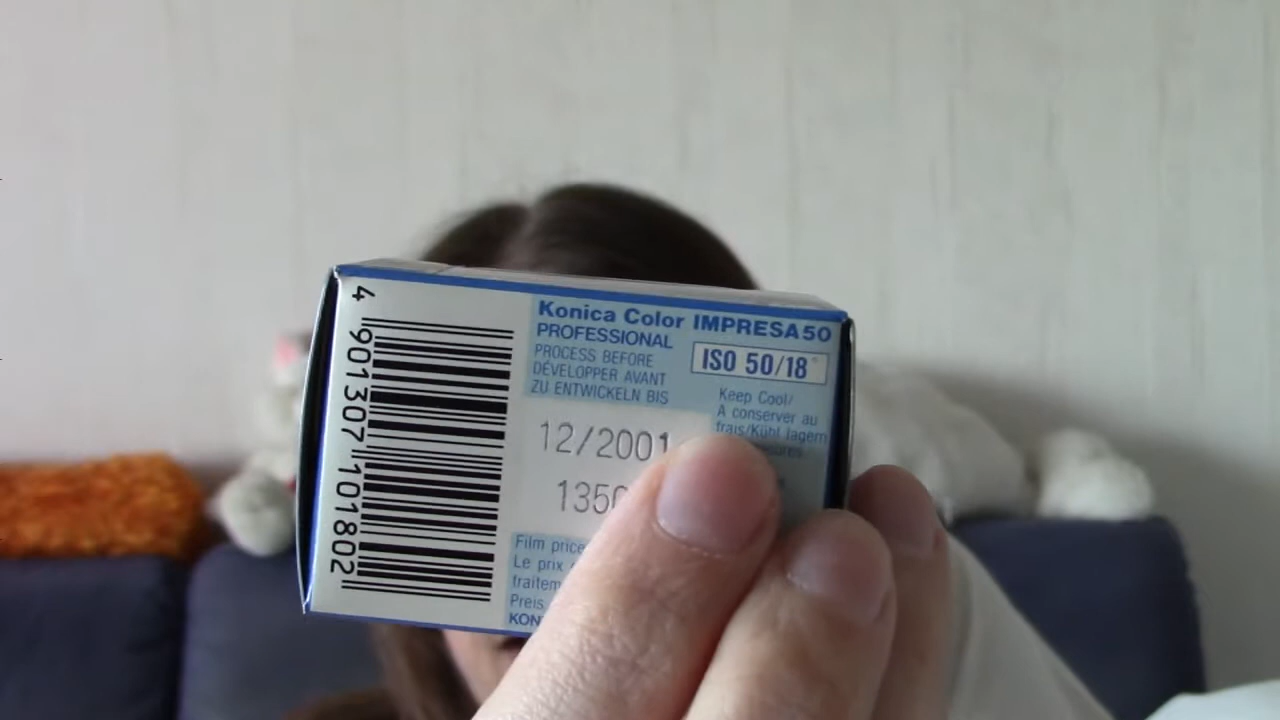 4 901307 101802
Konica Color IMPRESA50
PROFESSIONAL
ISO 50/18°
PROCESS BEFORE
DÉVELOPPER AVANT
ZU ENTWICKELN BIS
Keep Cool/
A conserver au
frais/Kühl lagern
12/2001
135
Film price
Le prix
Preis